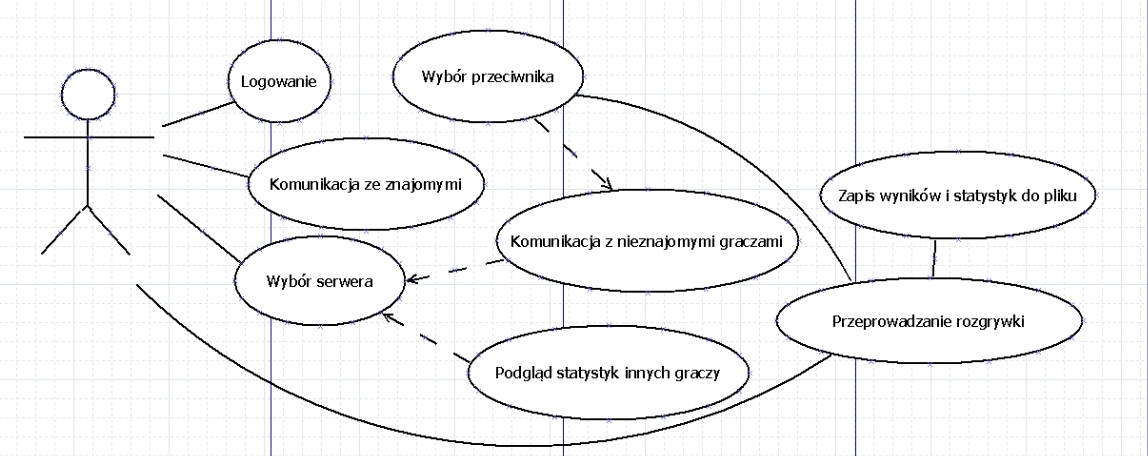 Logowanie
Wybór przeciwnika
Komunikacja ze znajomymi
Zapis wyników i statystyk do pliku
Komunikacja z nieznajomymi graczami
Wybór serwera
Przeprowadzanie rozgrywki
Podgląd statystyk innych graczy